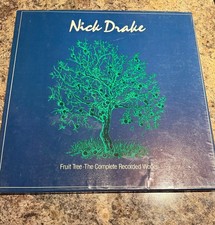 Nick Drake
Fruit Tree · The Complete Recorded Works